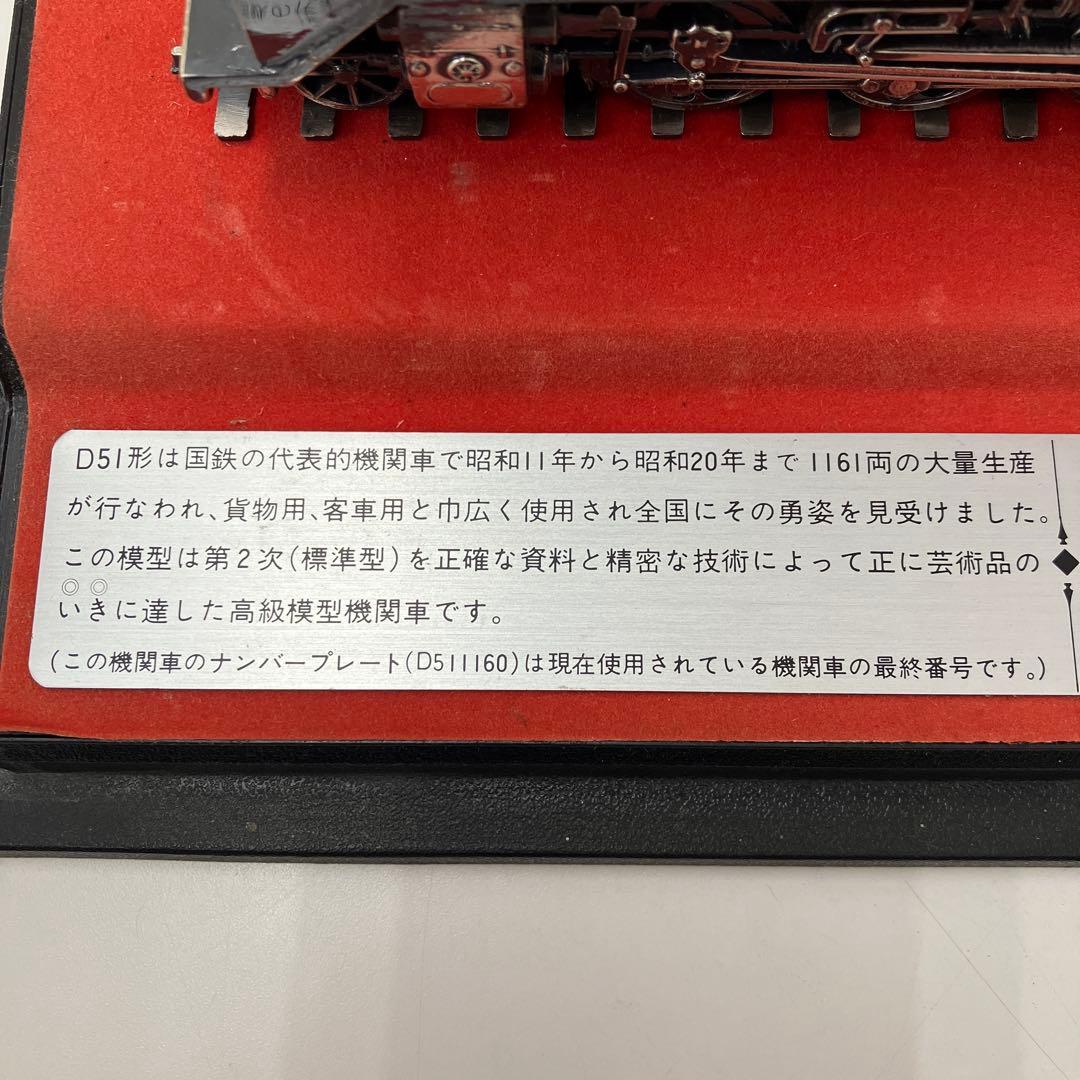 D51形は国鉄の代表的機関車で昭和11年から昭和20年まで1161両の大量生産
が行なわれ、貨物用、客車用と巾広く使用され全国にその勇姿を見受けました。
この模型は第2次(標準型)を正確な資料と精密な技術によって正に芸術品の
◎◎
いきに達した高級模型機関車です。
(この機関車のナンバープレート(D511160)は現在使用されている機関車の最終番号です。)